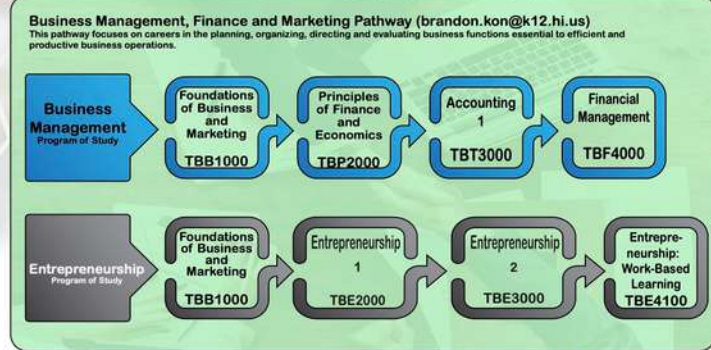 Business Management, Finance and Marketing Pathway (brandon.kon@k12.hi.us)
This pathway focuses on careers in the planning, organizing, directing and evaluating business functions essential to efficient and
productive business operations.
Business
Management
Program of Study
Foundations
of Business
and
Marketing
TBB1000
Principles
of Finance
and
Economics
TBP2000
Accounting
1
TBT3000
Financial
Management
TBF4000
Entrepreneurship
Program of Study
Foundations
of Business
and
Marketing
TBB1000
Entrepreneurship
1
TBE2000
Entrepreneurship
2
TBE3000
Entrepre-
neurship:
Work-Based
Learning
TBE4100